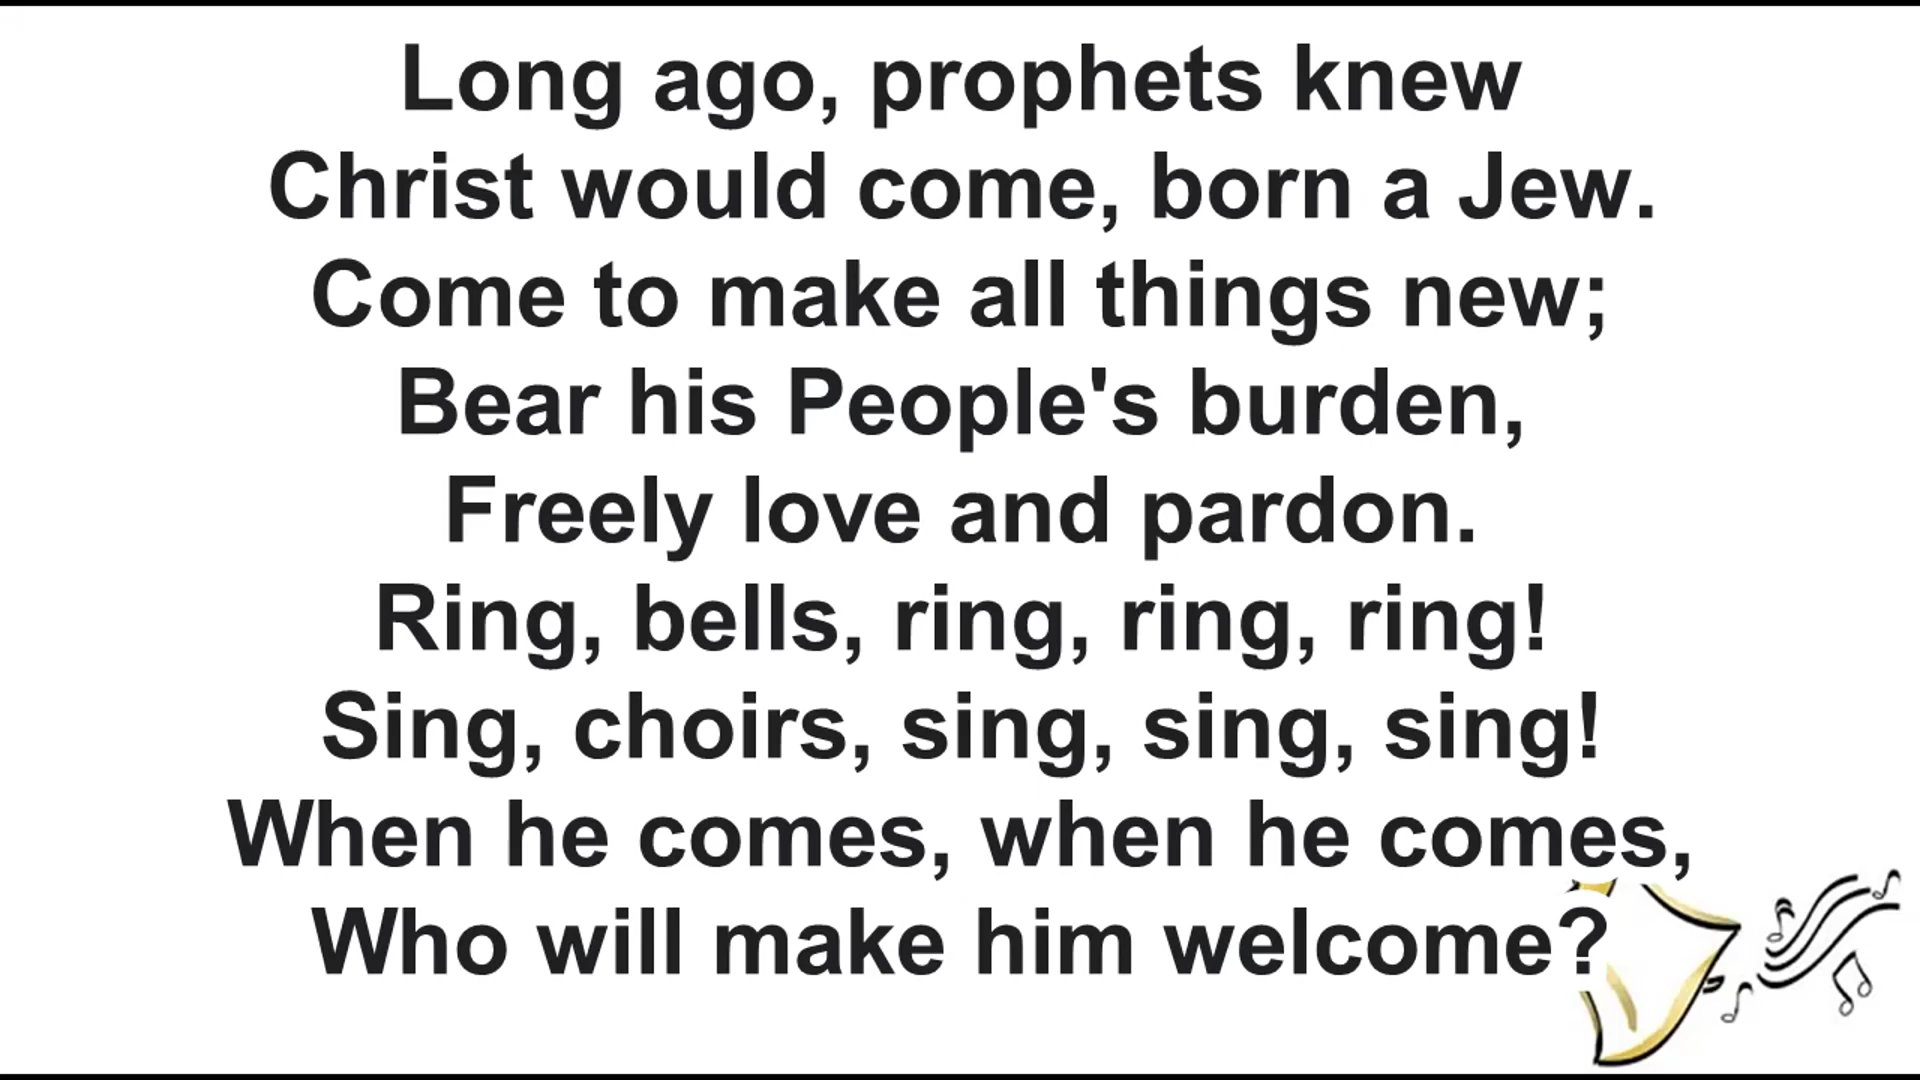 Long ago, prophets knew
Christ would come, born a Jew.
Come to make all things new;
Bear his People's burden,
Freely love and pardon.
Ring, bells, ring, ring, ring!
Sing, choirs, sing, sing, sing!
When he comes, when he comes,
Who will make him welcome?